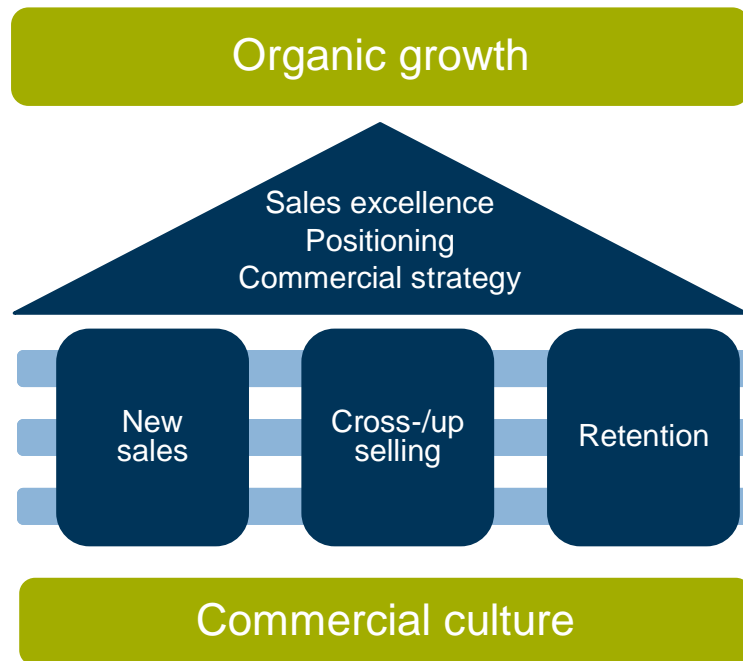 Organic growth
Sales excellence
Positioning
Commercial strategy
New
sales
Cross-/up
selling
Retention
Commercial culture